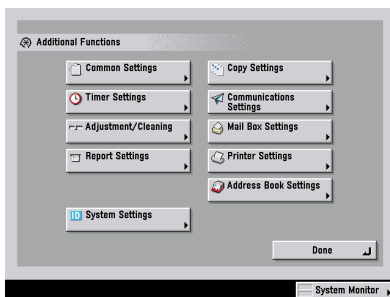 Additional Functions
Common Settings
Copy Settings
Timer Settings
Communications
Settings
Adjustment/Cleaning
Mail Box Settings
Report Settings
Printer Settings
Address Book Settings
ID System Settings
Done
System Monitor